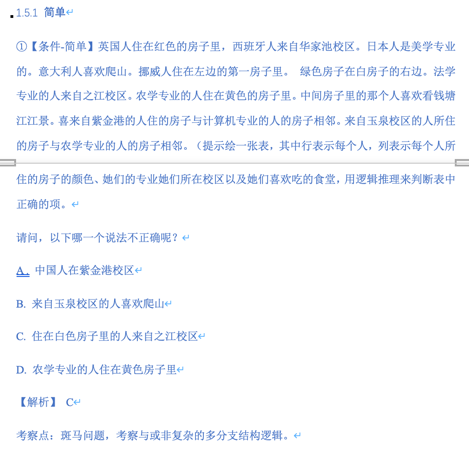 1.5.1 简单
①【条件-简单】英国人住在红色的房子里，西班牙人来自华家池校区。日本人是美学专业
的。意大利人喜欢爬山。挪威人住在左边的第一房子里。 绿色房子在白房子的右边。法学
专业的人来自之江校区。农学专业的人住在黄色的房子里。中间房子里的那个人喜欢看钱塘
江江景。喜来自紫金港的人住的房子与计算机专业的人的房子相邻。来自玉泉校区的人所住
的房子与农学专业的人的房子相邻。（提示绘一张表，其中行表示每个人，列表示每个人所
住的房子的颜色、她们的专业她们所在校区以及她们喜欢吃的食堂，用逻辑推理来判断表中
正确的项。
请问，以下哪一个说法不正确呢？
A. 中国人在紫金港校区
B. 来自玉泉校区的人喜欢爬山
C. 住在白色房子里的人来自之江校区
D. 农学专业的人住在黄色房子里
【解析】 C
考察点：斑马问题，考察与或非复杂的多分支结构逻辑。